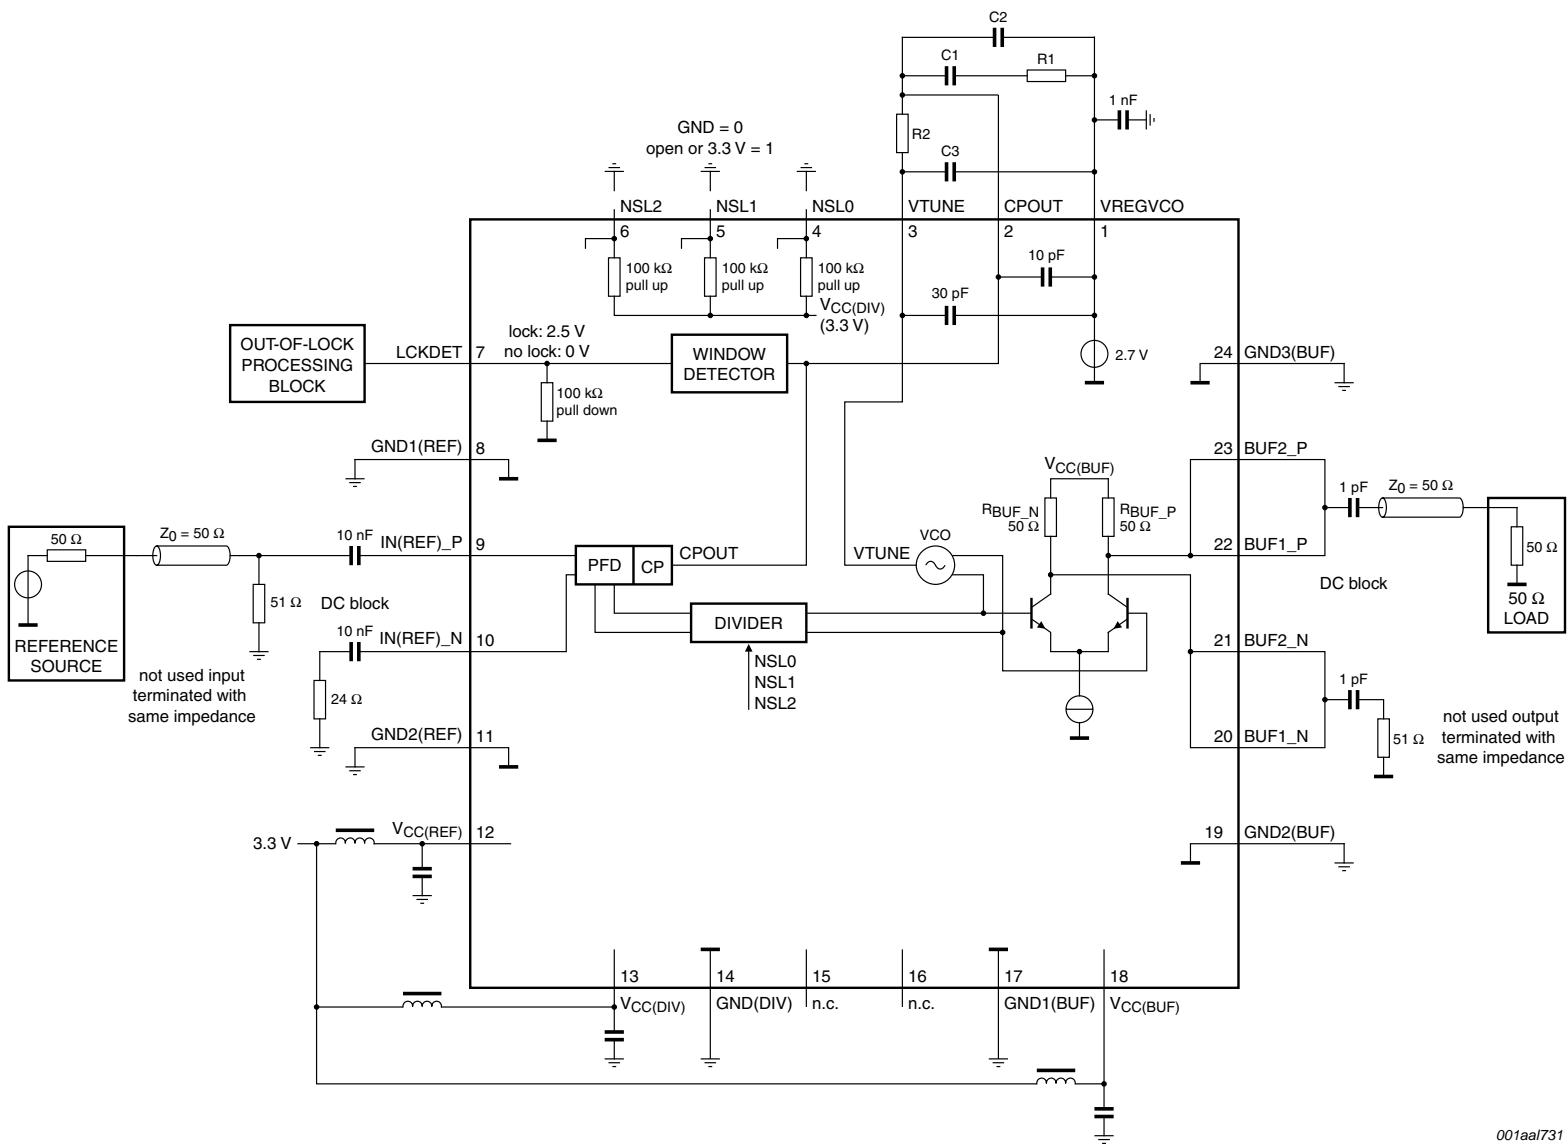 C2
C1
R1
1 nF
GND = 0
open or 3.3 V = 1
R2
C3
NSL2
NSL1
NSL0
VTUNE
CPOUT
VREGVCO
6
5
4
3
2
1
100 kΩ
pull up
100 kΩ
pull up
100 kΩ
pull up
10 pF
30 pF
VCC(DIV)
(3.3 V)
OUT-OF-LOCK
PROCESSING
BLOCK
LCKDET
7
lock: 2.5 V
no lock: 0 V
WINDOW
DETECTOR
2.7 V
24
GND3(BUF)
100 kΩ
pull down
GND1(REF)
8
23
BUF2_P
VCC(BUF)
1 pF
Z0 = 50 Ω
RBUF_N
50 Ω
RBUF_P
50 Ω
50 Ω
Z0 = 50 Ω
10 nF
IN(REF)_P
9
CPOUT
PFD
CP
VTUNE
VCO
22
BUF1_P
50 Ω
DC block
50 Ω
LOAD
51 Ω
DC block
10 nF
IN(REF)_N
10
DIVIDER
REFERENCE
SOURCE
21
BUF2_N
NSL0
NSL1
NSL2
not used input
terminated with
same impedance
24 Ω
1 pF
GND2(REF)
11
20
BUF1_N
51 Ω
not used output
terminated with
same impedance
3.3 V
VCC(REF)
12
19
GND2(BUF)
13
14
15
16
17
18
VCC(DIV)
GND(DIV)
n.c.
n.c.
GND1(BUF)
VCC(BUF)
001aal731